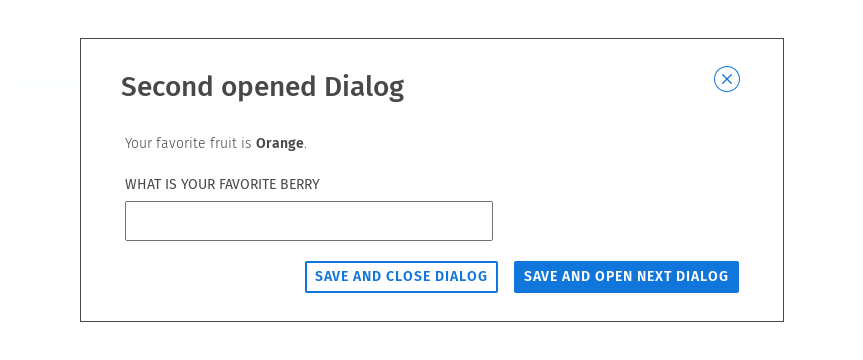 Second opened Dialog
Your favorite fruit is Orange.
WHAT IS YOUR FAVORITE BERRY
SAVE AND CLOSE DIALOG SAVE AND OPEN NEXT DIALOG